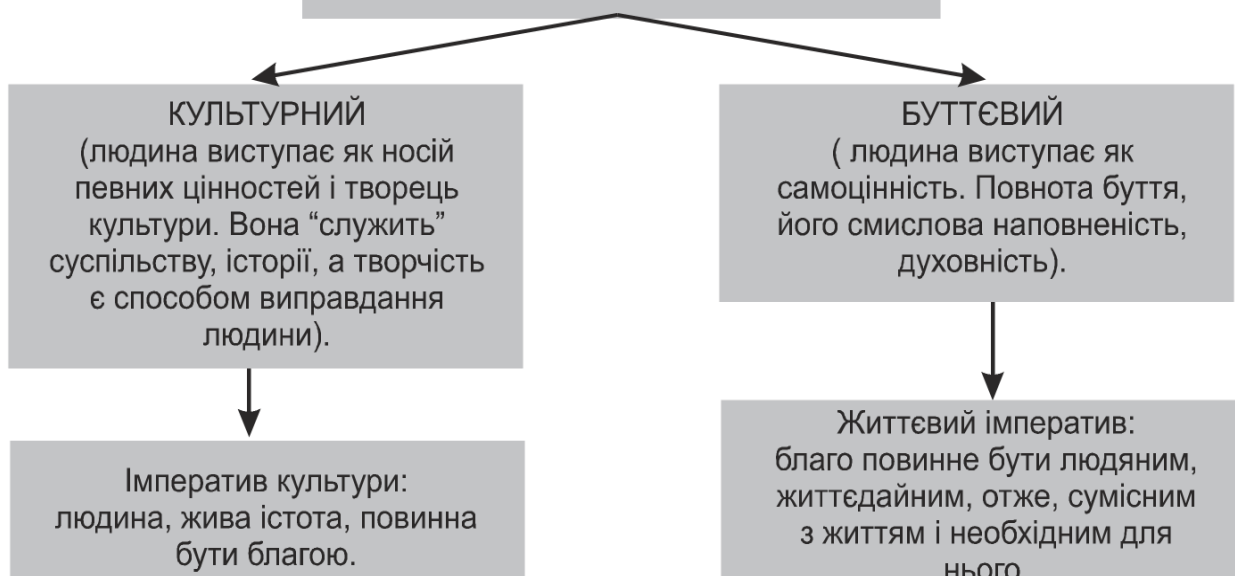 КУЛЬТУРНИЙ
(людина виступає як носій
певних цінностей і творець
культури. Вона “служить”
суспільству, історії, а творчість
є способом виправдання
людини).
БУТТЄВИЙ
( людина виступає як
самоцінність. Повнота буття,
його смислова наповненість,
духовність).
Імператив культури:
людина, жива істота, повинна
бути благою.
Життєвий імператив:
благо повинне бути людяним,
життєдайним, отже, сумісним
з життям і необхідним для
нього